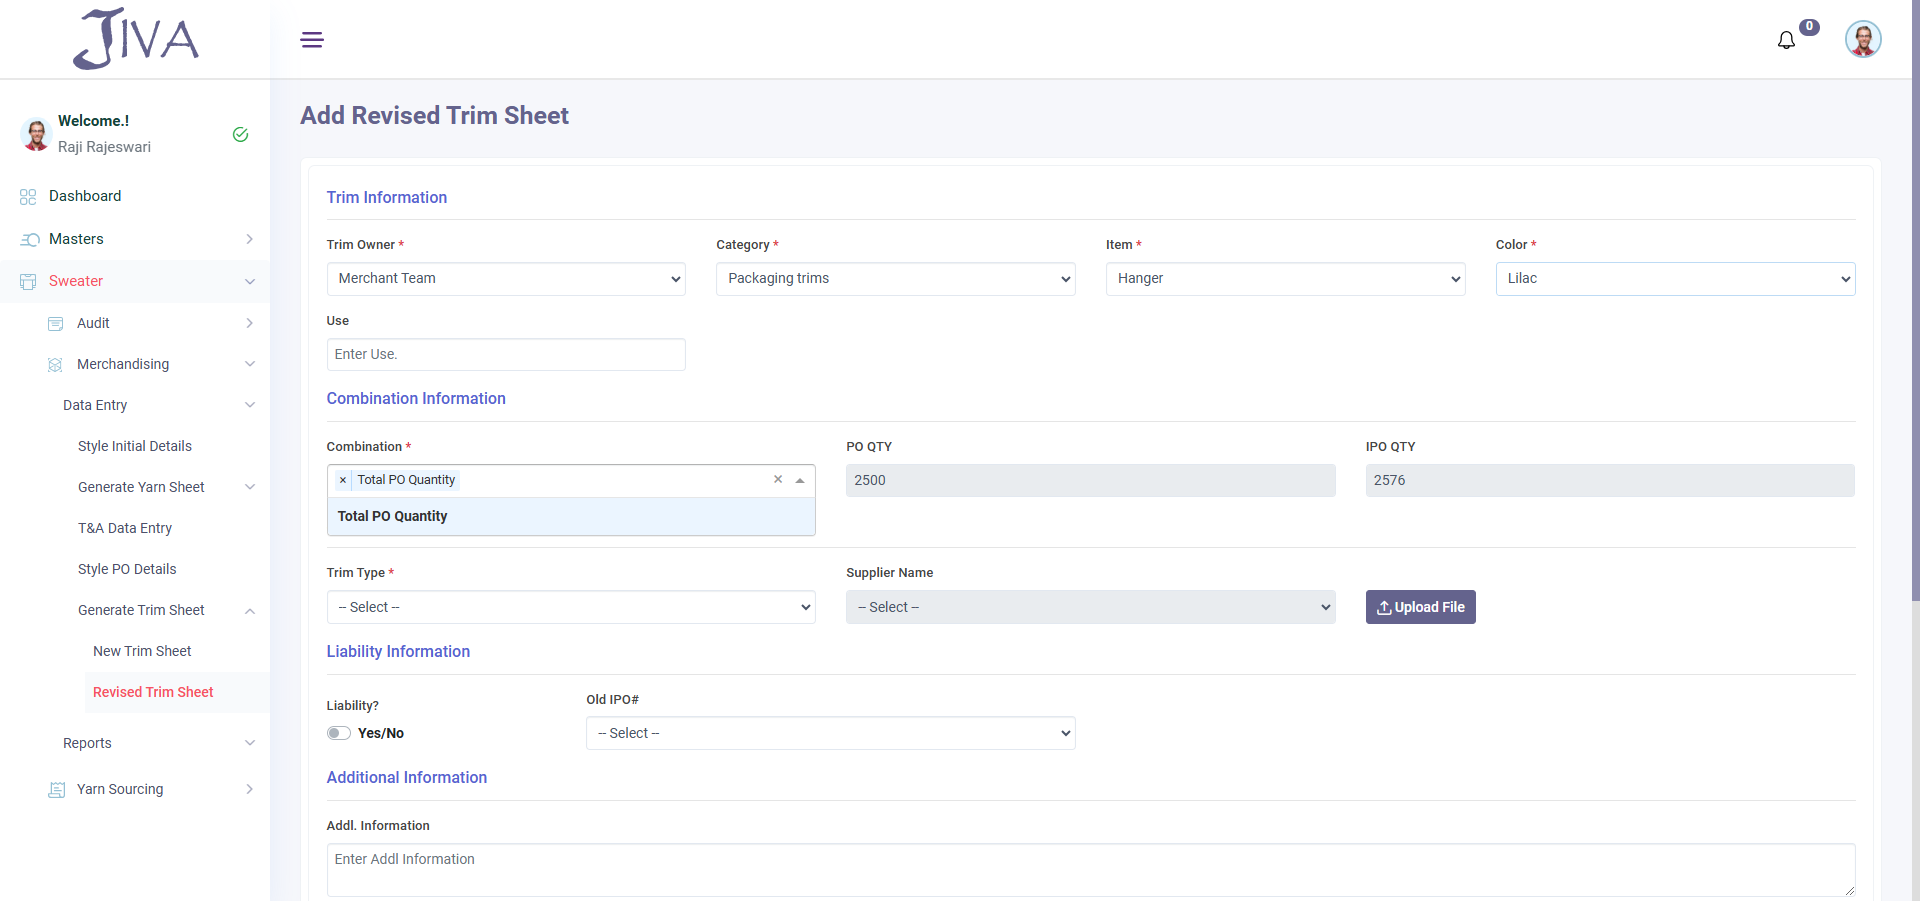 JIVA
0
Welcome.!
Raji Rajeswari
Dashboard
Masters
Sweater
Audit
Merchandising
Data Entry
Style Initial Details
Generate Yarn Sheet
T&A Data Entry
Style PO Details
Generate Trim Sheet
New Trim Sheet
Revised Trim Sheet
Reports
Yarn Sourcing
Add Revised Trim Sheet
Trim Information
Trim Owner * Category * Item * Color *
Merchant Team Packaging trims Hanger Lilac
Use
Enter Use.
Combination Information
Combination * PO QTY IPO QTY
× Total PO Quantity × 2500 2576
Total PO Quantity
Trim Type * Supplier Name
-- Select -- -- Select -- Upload File
Liability Information
Liability? Old IPO#
Yes/No -- Select --
Additional Information
Addl. Information
Enter Addl Information